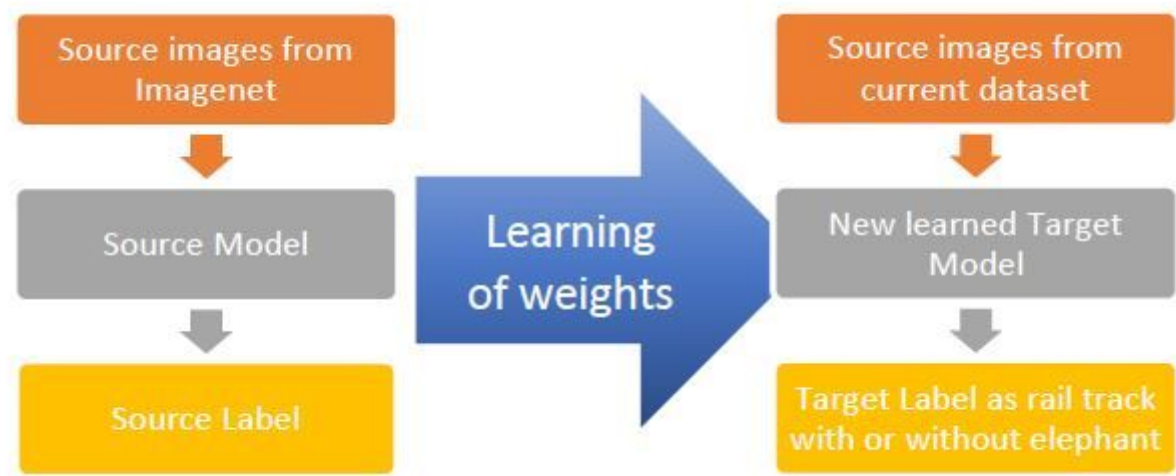 Source images from
Imagenet
Source Model
Source Label
Learning
of weights
Source images from
current dataset
New learned Target
Model
Target Label as rail track
with or without elephant